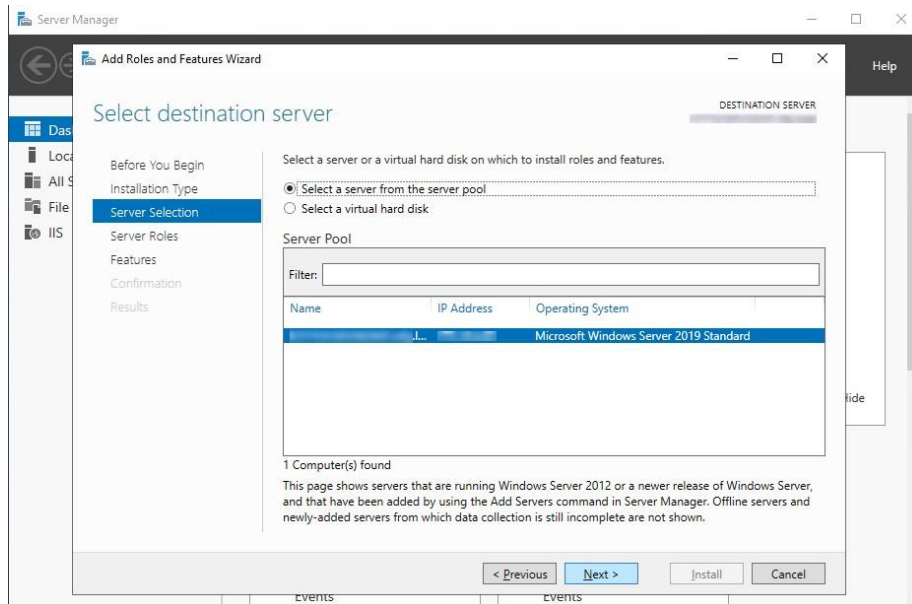 Server Manager
Add Roles and Features Wizard
Help
Select destination server
DESTINATION SERVER
Das
Loca
All S
File
IIS
Before You Begin
Installation Type
Server Selection
Server Roles
Features
Confirmation
Results
Select a server or a virtual hard disk on which to install roles and features.
Select a server from the server pool
Select a virtual hard disk
Server Pool
Filter:
Name IP Address Operating System
.l... Microsoft Windows Server 2019 Standard
Hide
1 Computer(s) found
This page shows servers that are running Windows Server 2012 or a newer release of Windows Server,
and that have been added by using the Add Servers command in Server Manager. Offline servers and
newly-added servers from which data collection is still incomplete are not shown.
< Previous Next > Install Cancel
Events Events